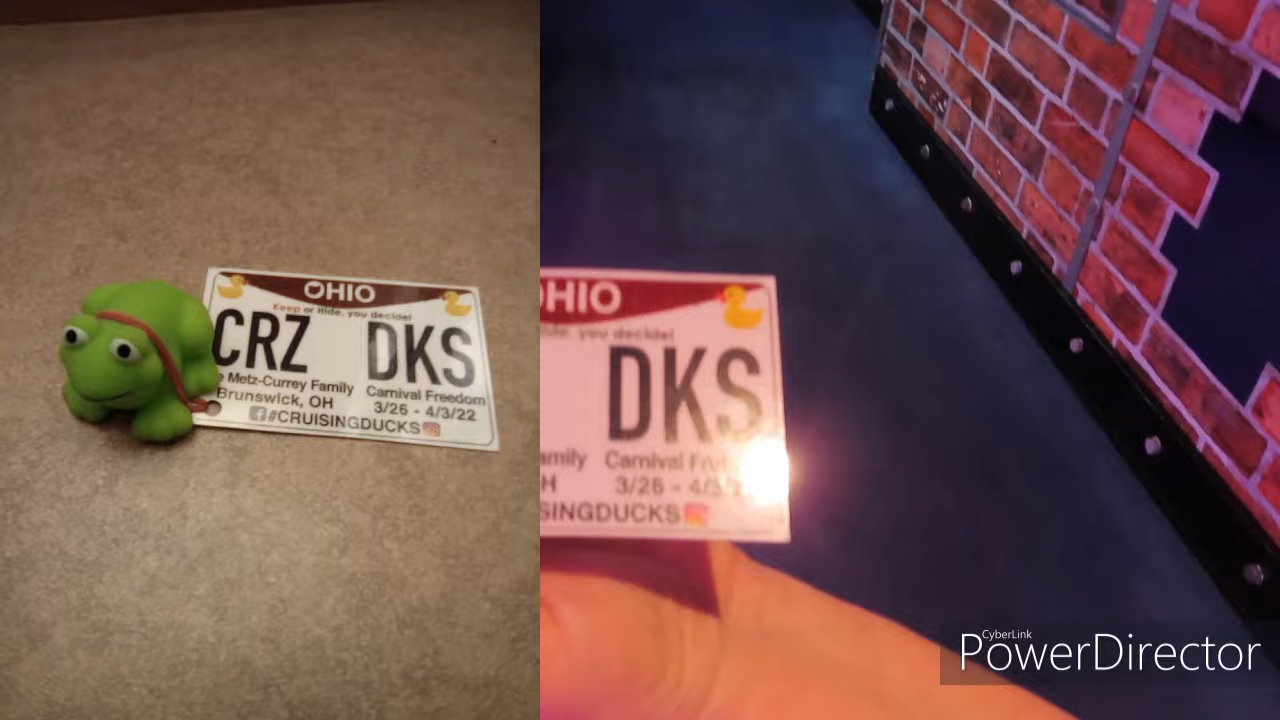 OHIO
Keep or Hide, you decide!
CRZ DKS
Metz-Currey Family
Brunswick, OH
Carnival Freedom
3/26 - 4/3/22
#CRUISINGDUCKS
OHIO
Hide, you decide!
DKS
amily
H
Carnival
3/26 - 4/3
SINGDUCKS
CyberLink
PowerDirector